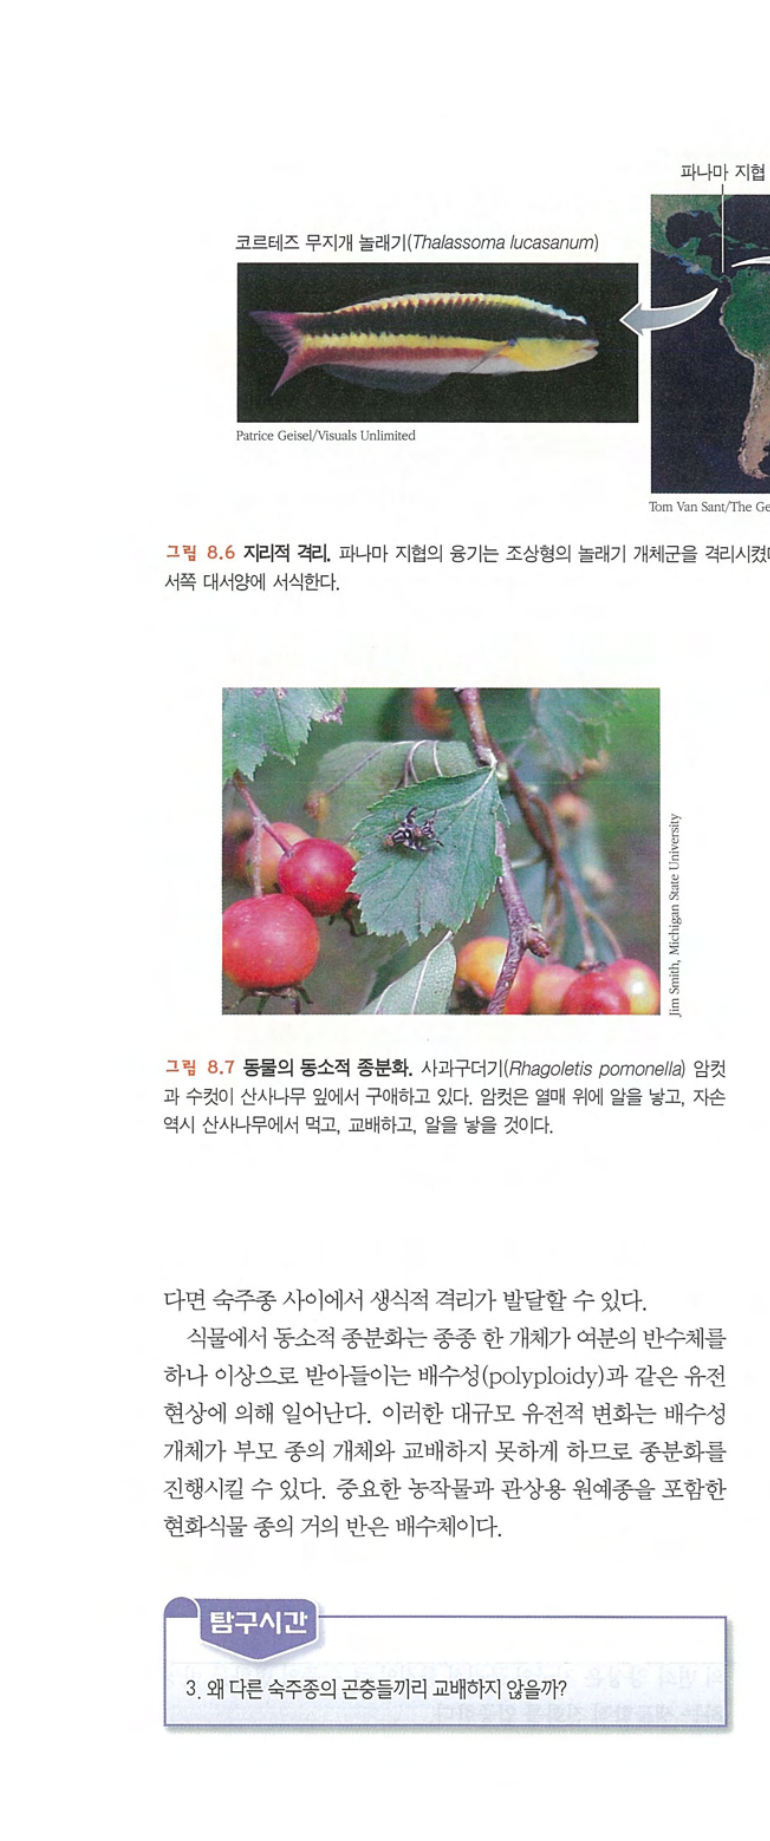 파나마 지협
코르테즈 무지개 놀래기(Thalassoma lucasanum)
Patrice Geisel/Visuals Unlimited
Tom Van Sant/The Ge
그림 8.6 지리적 격리. 파나마 지협의 융기는 조상형의 놀래기 개체군을 격리시켰
서쪽 대서양에 서식한다.
Jim Smith, Michigan State University
그림 8.7 동물의 동소적 종분화. 사과구더기(Rhagoletis pomonella) 암컷
과 수컷이 산사나무 잎에서 구애하고 있다. 암컷은 열매 위에 알을 낳고, 자손
역시 산사나무에서 먹고, 교배하고, 알을 낳을 것이다.
다면 숙주종 사이에서 생식적 격리가 발달할 수 있다.
식물에서 동소적 종분화는 종종 한 개체가 여분의 반수체를
하나 이상으로 받아들이는 배수성(polyploidy)과 같은 유전
현상에 의해 일어난다. 이러한 대규모 유전적 변화는 배수성
개체가 부모 종의 개체와 교배하지 못하게 하므로 종분화를
진행시킬 수 있다. 중요한 농작물과 관상용 원예종을 포함한
현화식물 종의 거의 반은 배수체이다.
탐구시간
3. 왜 다른 숙주종의 곤충들끼리 교배하지 않을까?